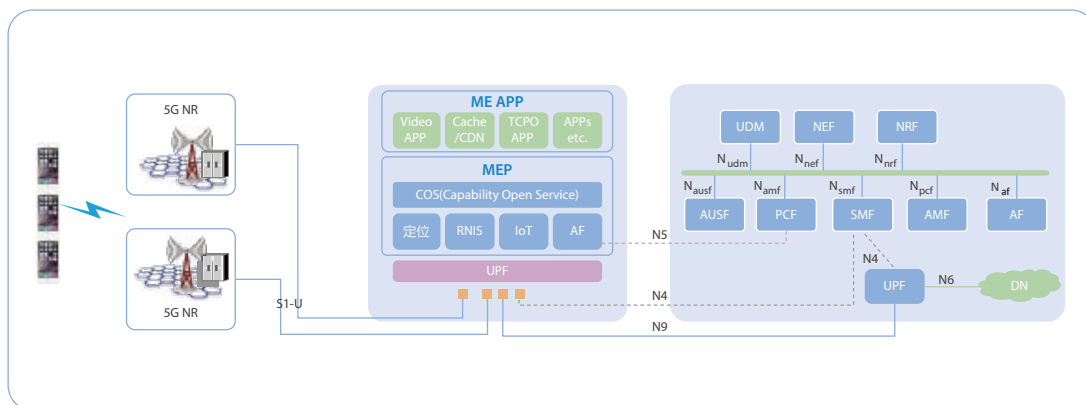 5G NR
5G NR
S1-U
ME APP
Video
APP
Cache
/CDN
TCPO
APP
APPs
etc.
MEP
COS(Capability Open Service)
定位
RNIS
IoT
AF
UPF
N5
N4
N9
UDM
NEF
NRF
Nudm
Nnef
Nnrf
Nausf
Namf
Nsmf
Npcf
Naf
AUSF
PCF
SMF
AMF
AF
N4
UPF
N6
DN